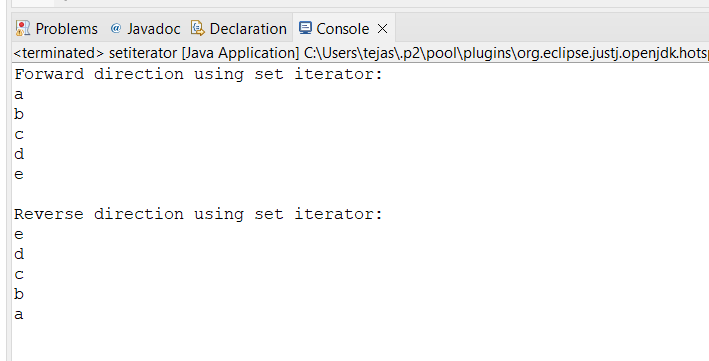 Problems @ Javadoc Declaration Console
<terminated> setiterator [Java Application] C:\Users\tejas\.p2\pool\plugins\org.eclipse.justj.openjdk.hotsp
Forward direction using set iterator:
a
b
c
d
e
Reverse direction using set iterator:
e
d
c
b
a